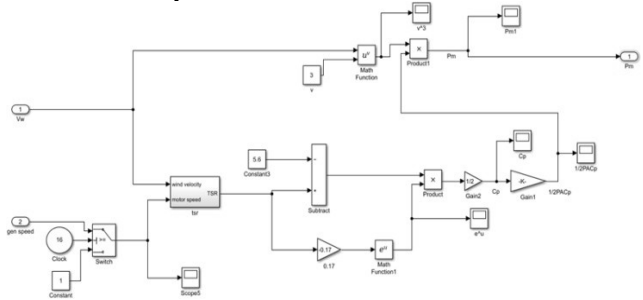 v^3
Pm1
3
v
u^v
Math
Function
×
Product1
Pm
1
Pm
1
Vw
5.6
Constant3
-
+
Subtract
×
Product
1/2
Gain2
Cp
Cp
-K-
Gain1
1/2PACp
1/2PACp
wind velocity
motor speed
TSR
tsr
e^u
2
gen speed
16
Clock
> =
Switch
1
Constant
Scope5
-0.17
0.17
e^u
Math
Function1